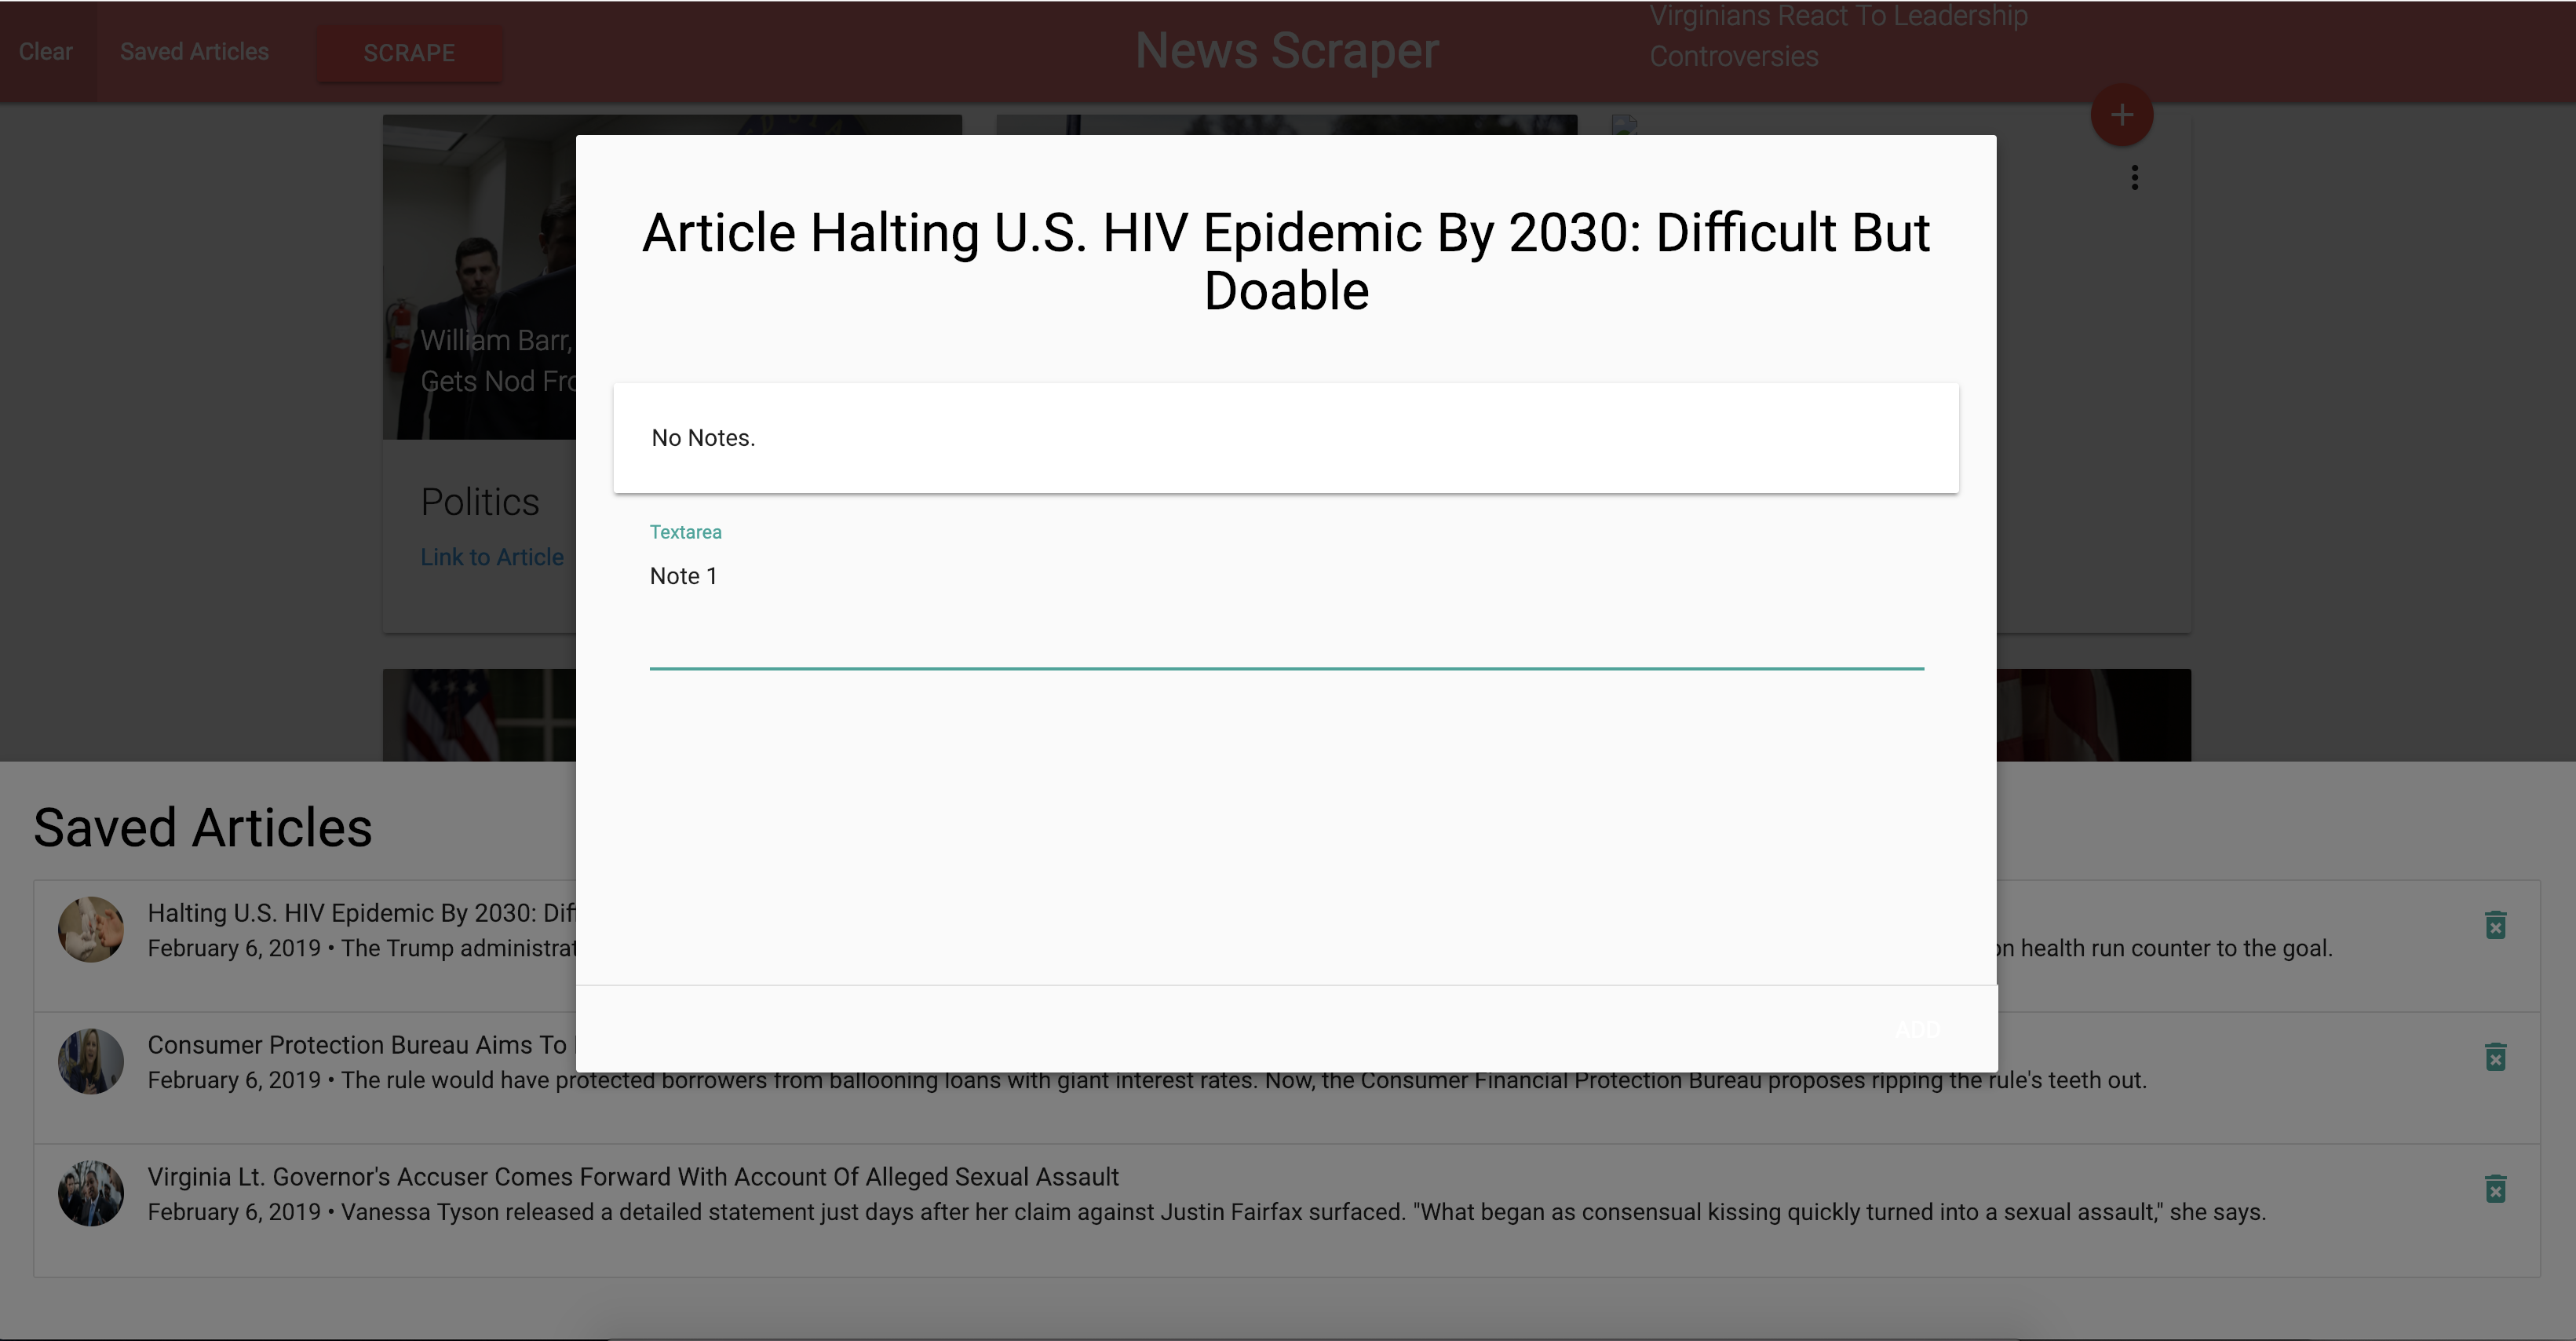 Clear
Saved Articles
SCRAPE
News Scraper
Virginians React To Leadership
Controversies
William Barr,
Gets Nod Fro
Politics
Link to Article
Article Halting U.S. HIV Epidemic By 2030: Difficult But
Doable
No Notes.
Textarea
Note 1
ADD
Saved Articles
Halting U.S. HIV Epidemic By 2030: Dif
February 6, 2019 • The Trump administrat
on health run counter to the goal.
Consumer Protection Bureau Aims To
February 6, 2019 • The rule would have protected borrowers from ballooning loans with giant interest rates. Now, the Consumer Financial Protection Bureau proposes ripping the rule's teeth out.
Virginia Lt. Governor's Accuser Comes Forward With Account Of Alleged Sexual Assault
February 6, 2019 • Vanessa Tyson released a detailed statement just days after her claim against Justin Fairfax surfaced. "What began as consensual kissing quickly turned into a sexual assault," she says.